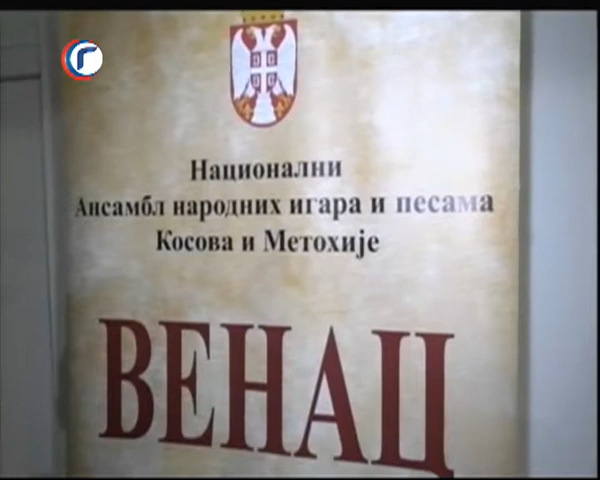 Национални
Ансамбл народних игара и песама
Косова и Метохије
ВЕНАЦ